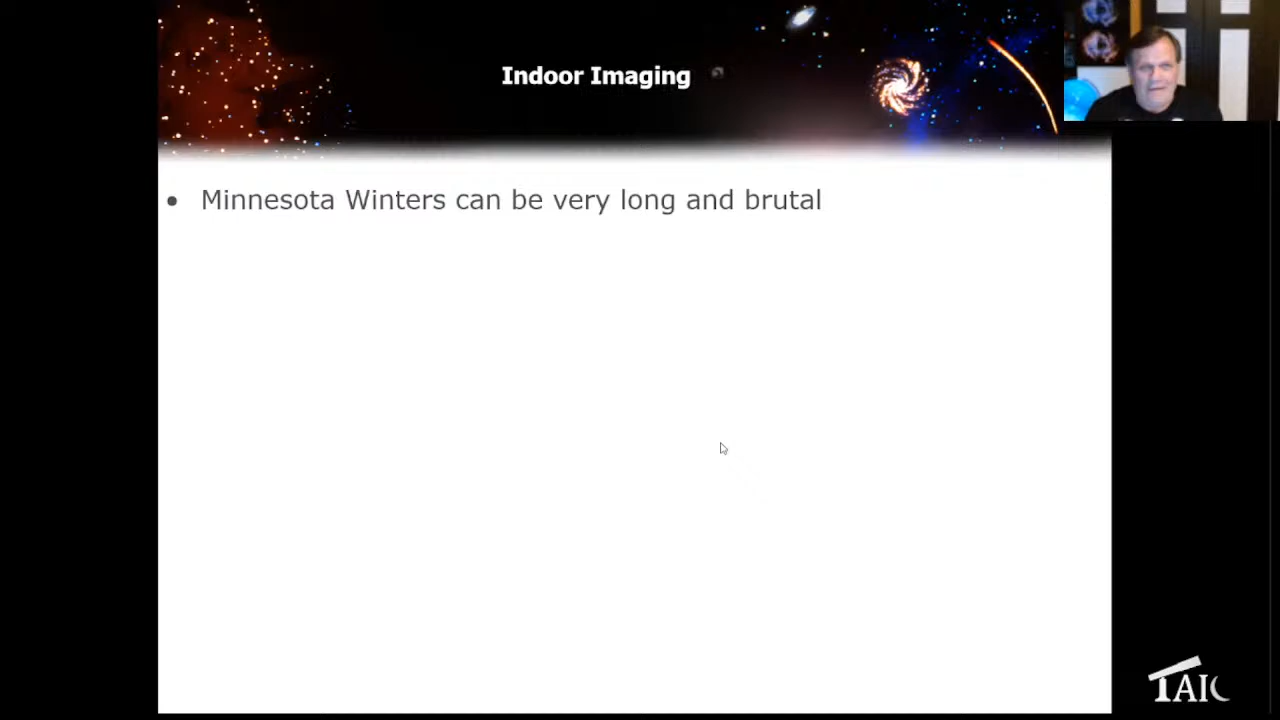 Indoor Imaging
• Minnesota Winters can be very long and brutal
TAIC